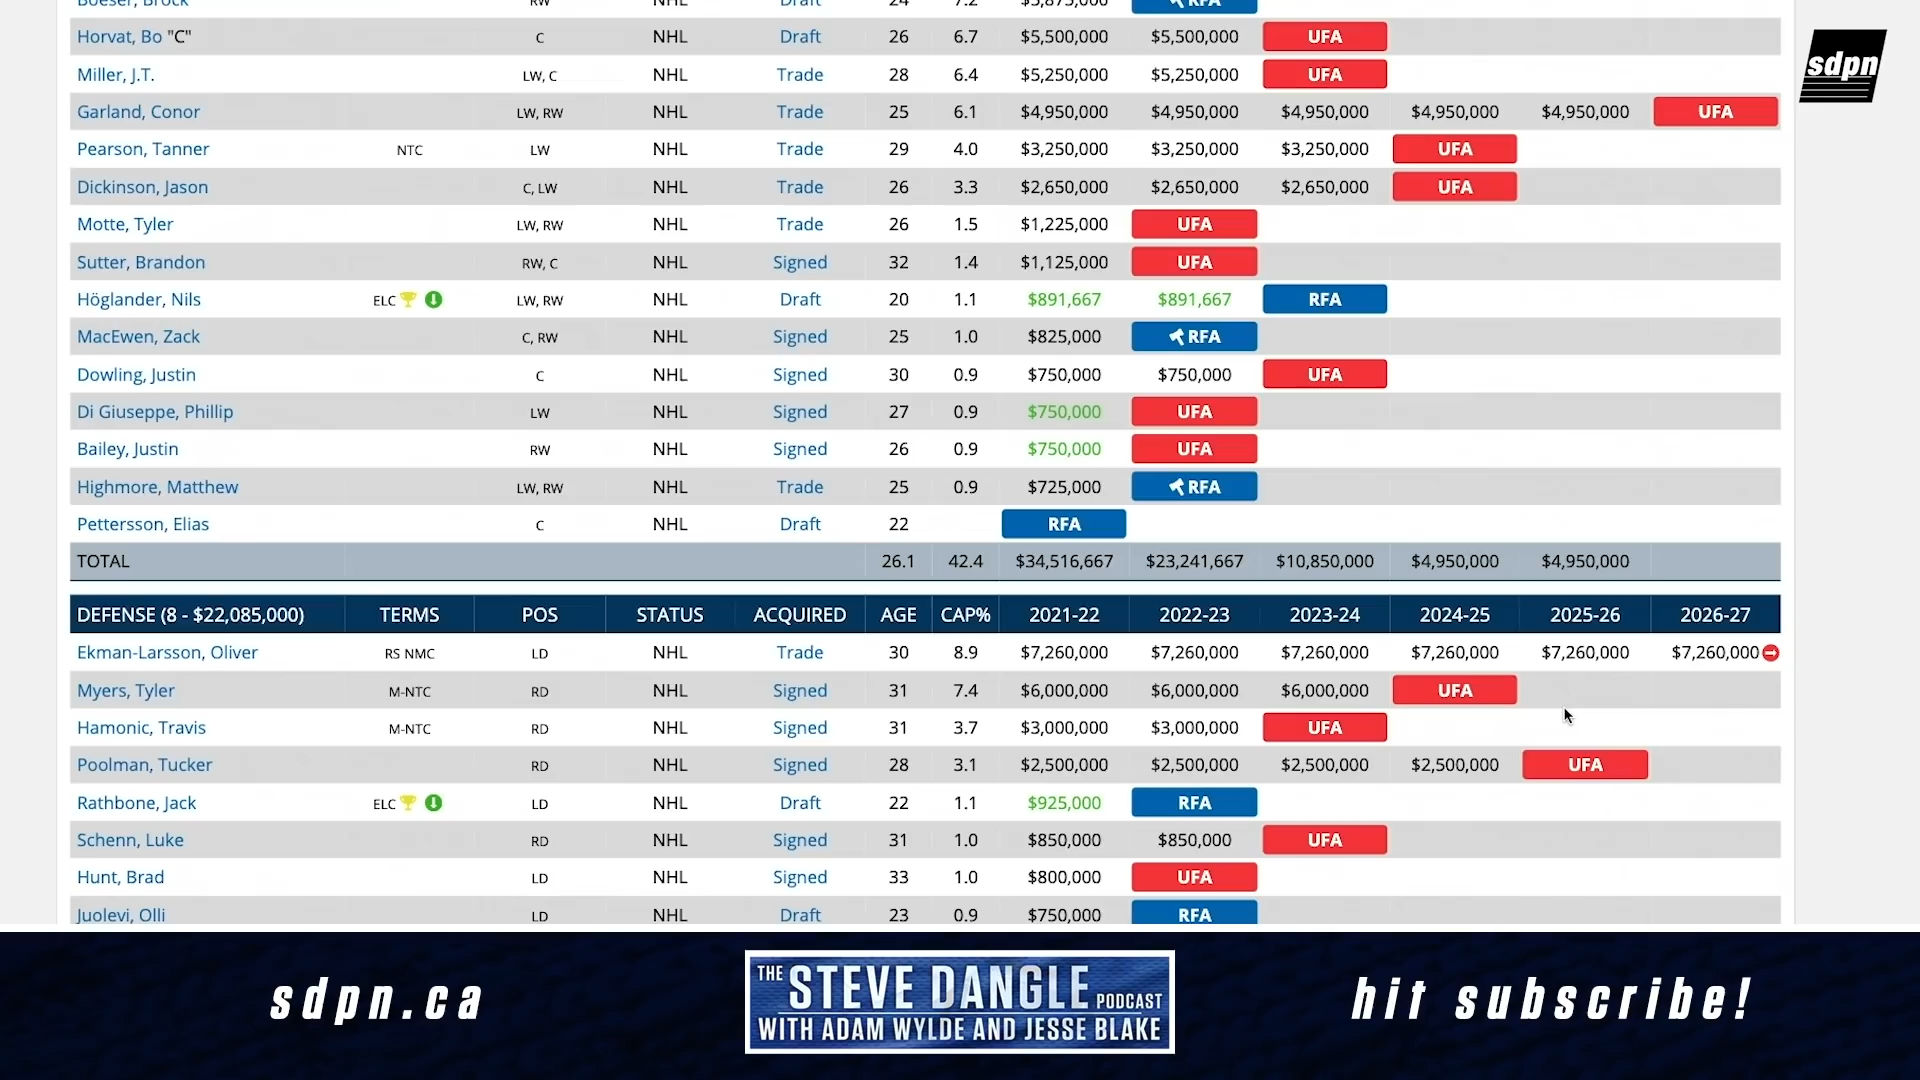 Boeser, Brock RW NHL Draft 24 7.2 $5,875,000 RFA
Horvat, Bo "C" C NHL Draft 26 6.7 $5,500,000 $5,500,000 UFA
Miller, J.T. LW, C NHL Trade 28 6.4 $5,250,000 $5,250,000 UFA
Garland, Conor LW, RW NHL Trade 25 6.1 $4,950,000 $4,950,000 $4,950,000 $4,950,000 $4,950,000 UFA
Pearson, Tanner NTC LW NHL Trade 29 4.0 $3,250,000 $3,250,000 $3,250,000 UFA
Dickinson, Jason C, LW NHL Trade 26 3.3 $2,650,000 $2,650,000 $2,650,000 UFA
Motte, Tyler LW, RW NHL Trade 26 1.5 $1,225,000 UFA
Sutter, Brandon RW, C NHL Signed 32 1.4 $1,125,000 UFA
Höglander, Nils ELC LW, RW NHL Draft 20 1.1 $891,667 $891,667 RFA
MacEwen, Zack C, RW NHL Signed 25 1.0 $825,000 RFA
Dowling, Justin C NHL Signed 30 0.9 $750,000 $750,000 UFA
Di Giuseppe, Phillip LW NHL Signed 27 0.9 $750,000 UFA
Bailey, Justin RW NHL Signed 26 0.9 $750,000 UFA
Highmore, Matthew LW, RW NHL Trade 25 0.9 $725,000 RFA
Pettersson, Elias C NHL Draft 22 RFA
TOTAL 26.1 42.4 $34,516,667 $23,241,667 $10,850,000 $4,950,000 $4,950,000
DEFENSE (8 - $22,085,000) TERMS POS STATUS ACQUIRED AGE CAP% 2021-22 2022-23 2023-24 2024-25 2025-26 2026-27
Ekman-Larsson, Oliver RS NMC LD NHL Trade 30 8.9 $7,260,000 $7,260,000 $7,260,000 $7,260,000 $7,260,000 $7,260,000
Myers, Tyler M-NTC RD NHL Signed 31 7.4 $6,000,000 $6,000,000 $6,000,000 UFA
Hamonic, Travis M-NTC RD NHL Signed 31 3.7 $3,000,000 $3,000,000 UFA
Poolman, Tucker RD NHL Signed 28 3.1 $2,500,000 $2,500,000 $2,500,000 $2,500,000 UFA
Rathbone, Jack ELC LD NHL Draft 22 1.1 $925,000 RFA
Schenn, Luke RD NHL Signed 31 1.0 $850,000 $850,000 UFA
Hunt, Brad LD NHL Signed 33 1.0 $800,000 UFA
Juolevi, Olli LD NHL Draft 23 0.9 $750,000 RFA
sdpn
sdpn.ca
THE STEVE DANGLE PODCAST
WITH ADAM WYLDE AND JESSE BLAKE
hit subscribe!